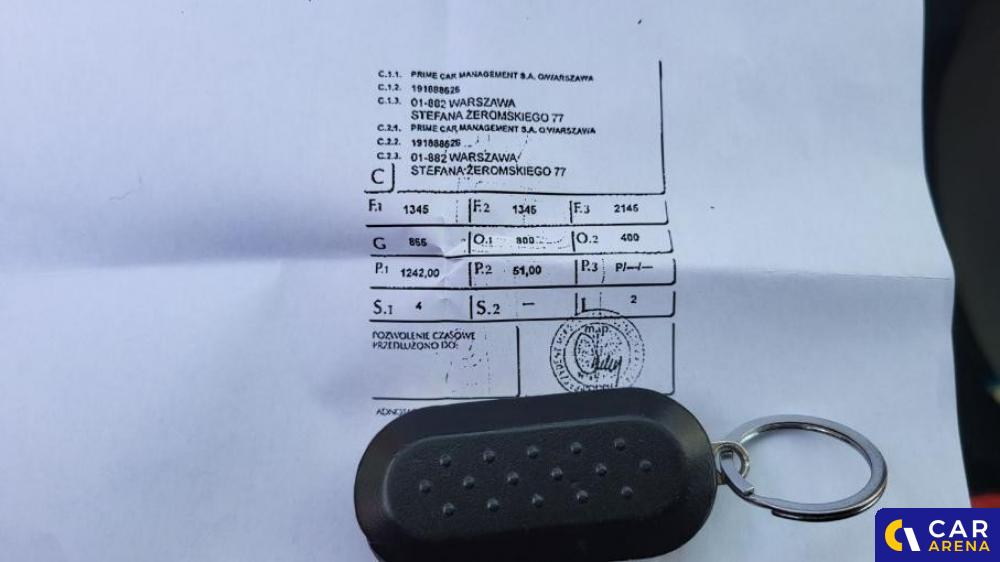 C.1.1. PRIME CAR MANAGEMENT S.A. O/WARSZAWA
C.1.2. 191888626
C.1.3. 01-882 WARSZAWA
STEFANA ŻEROMSKIEGO 77
C.2.1. PRIME CAR MANAGEMENT S.A. O/WARSZAWA
C.2.2. 191888626
C.2.3. 01-882 WARSZAWA
STEFANA ŻEROMSKIEGO 77
C
F.1 1345 F.2 1345 F.3 2145
G 865 O.1 800 O.2 400
P.1 1242,00 P.2 51,00 P.3 P/---/---
S.1 4 S.2 — 2
POZWOLENIE CZASOWE
PRZEDŁUŻONO DO:
CAR
ARENA